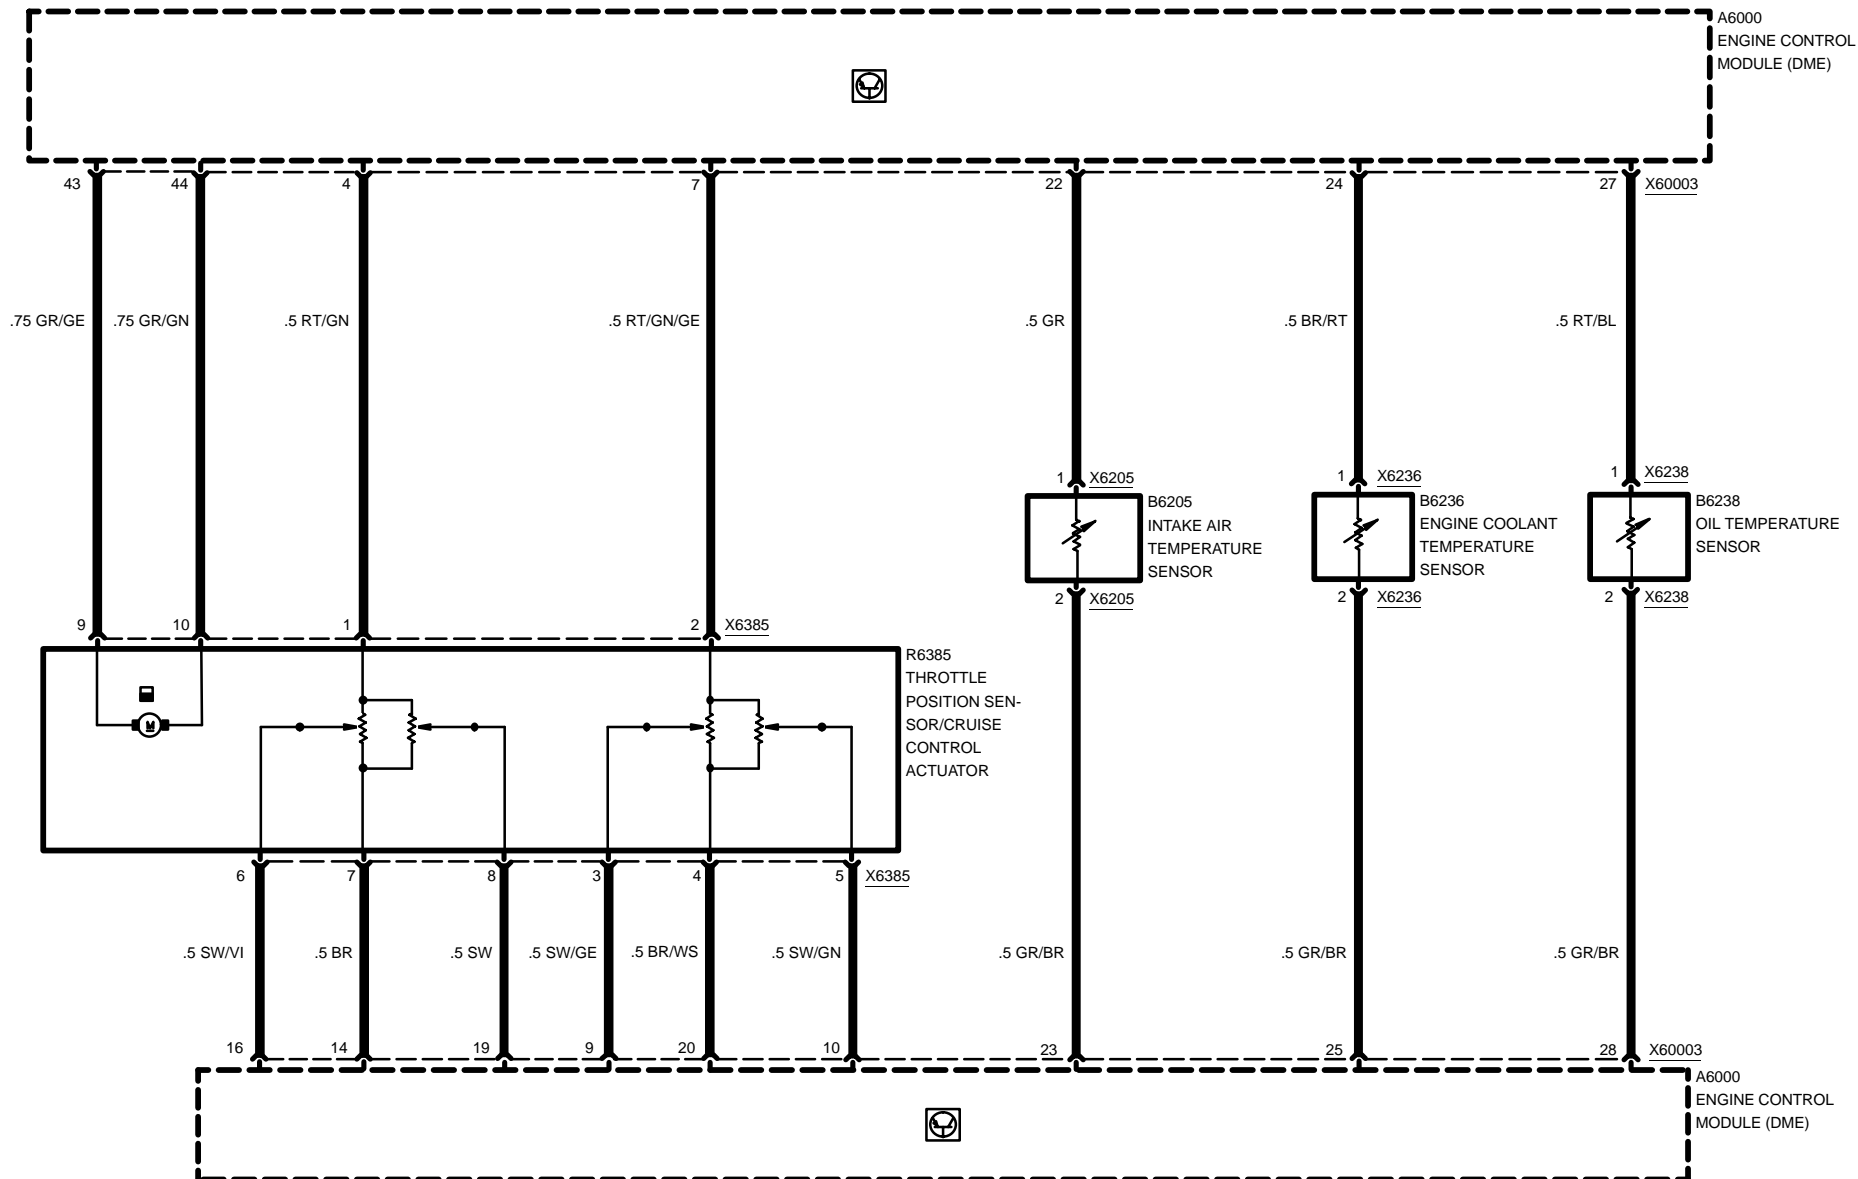 A6000
ENGINE CONTROL
MODULE (DME)
43 44 4 7 22 24 27 X60003
.75 GR/GE .75 GR/GN .5 RT/GN .5 RT/GN/GE .5 GR .5 BR/RT .5 RT/BL
1 X6205 1 X6236 1 X6238
B6205
INTAKE AIR
TEMPERATURE
SENSOR
B6236
ENGINE COOLANT
TEMPERATURE
SENSOR
B6238
OIL TEMPERATURE
SENSOR
2 X6205 2 X6236 2 X6238
9 10 1 2 X6385
R6385
THROTTLE
POSITION SEN-
SOR/CRUISE
CONTROL
ACTUATOR
M
6 7 8 3 4 5 X6385
.5 SW/VI .5 BR .5 SW .5 SW/GE .5 BR/WS .5 SW/GN .5 GR/BR .5 GR/BR .5 GR/BR
16 14 19 9 20 10 23 25 28 X60003
A6000
ENGINE CONTROL
MODULE (DME)